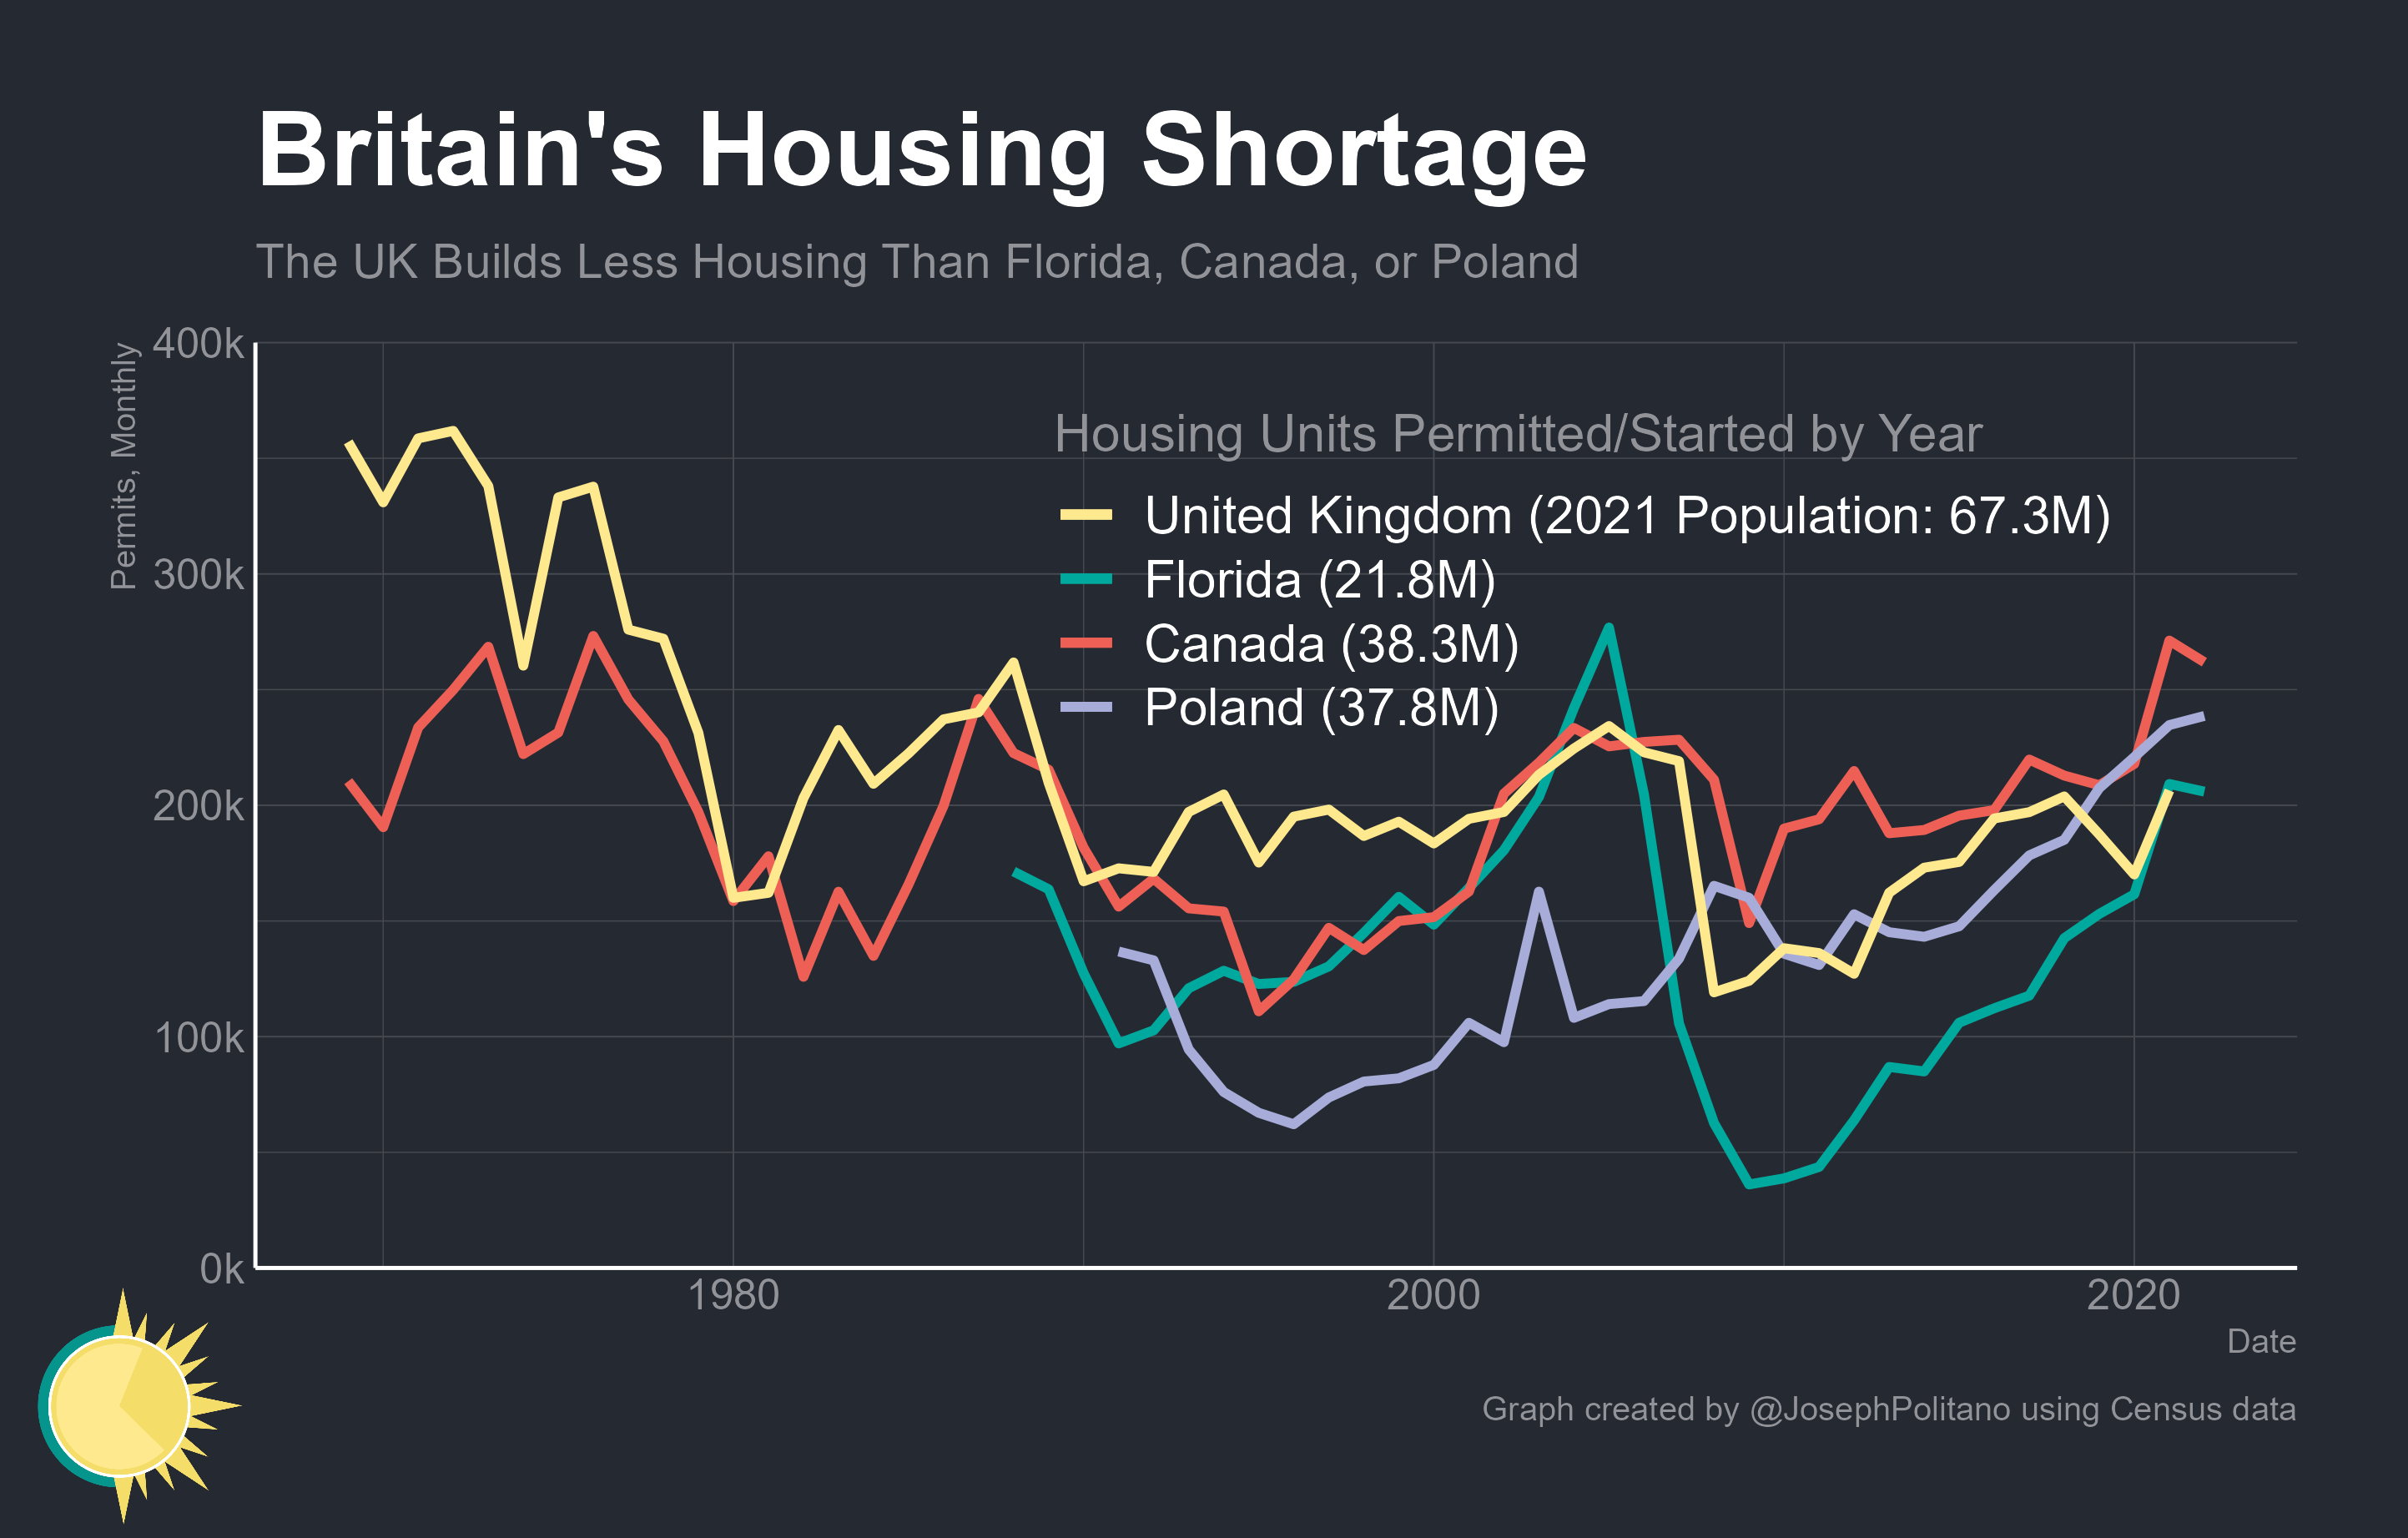 Britain's Housing Shortage
The UK Builds Less Housing Than Florida, Canada, or Poland
Permits, Monthly
400k
300k
200k
100k
0k
Housing Units Permitted/Started by Year
United Kingdom (2021 Population: 67.3M)
Florida (21.8M)
Canada (38.3M)
Poland (37.8M)
1980
2000
2020
Date
Graph created by @JosephPolitano using Census data